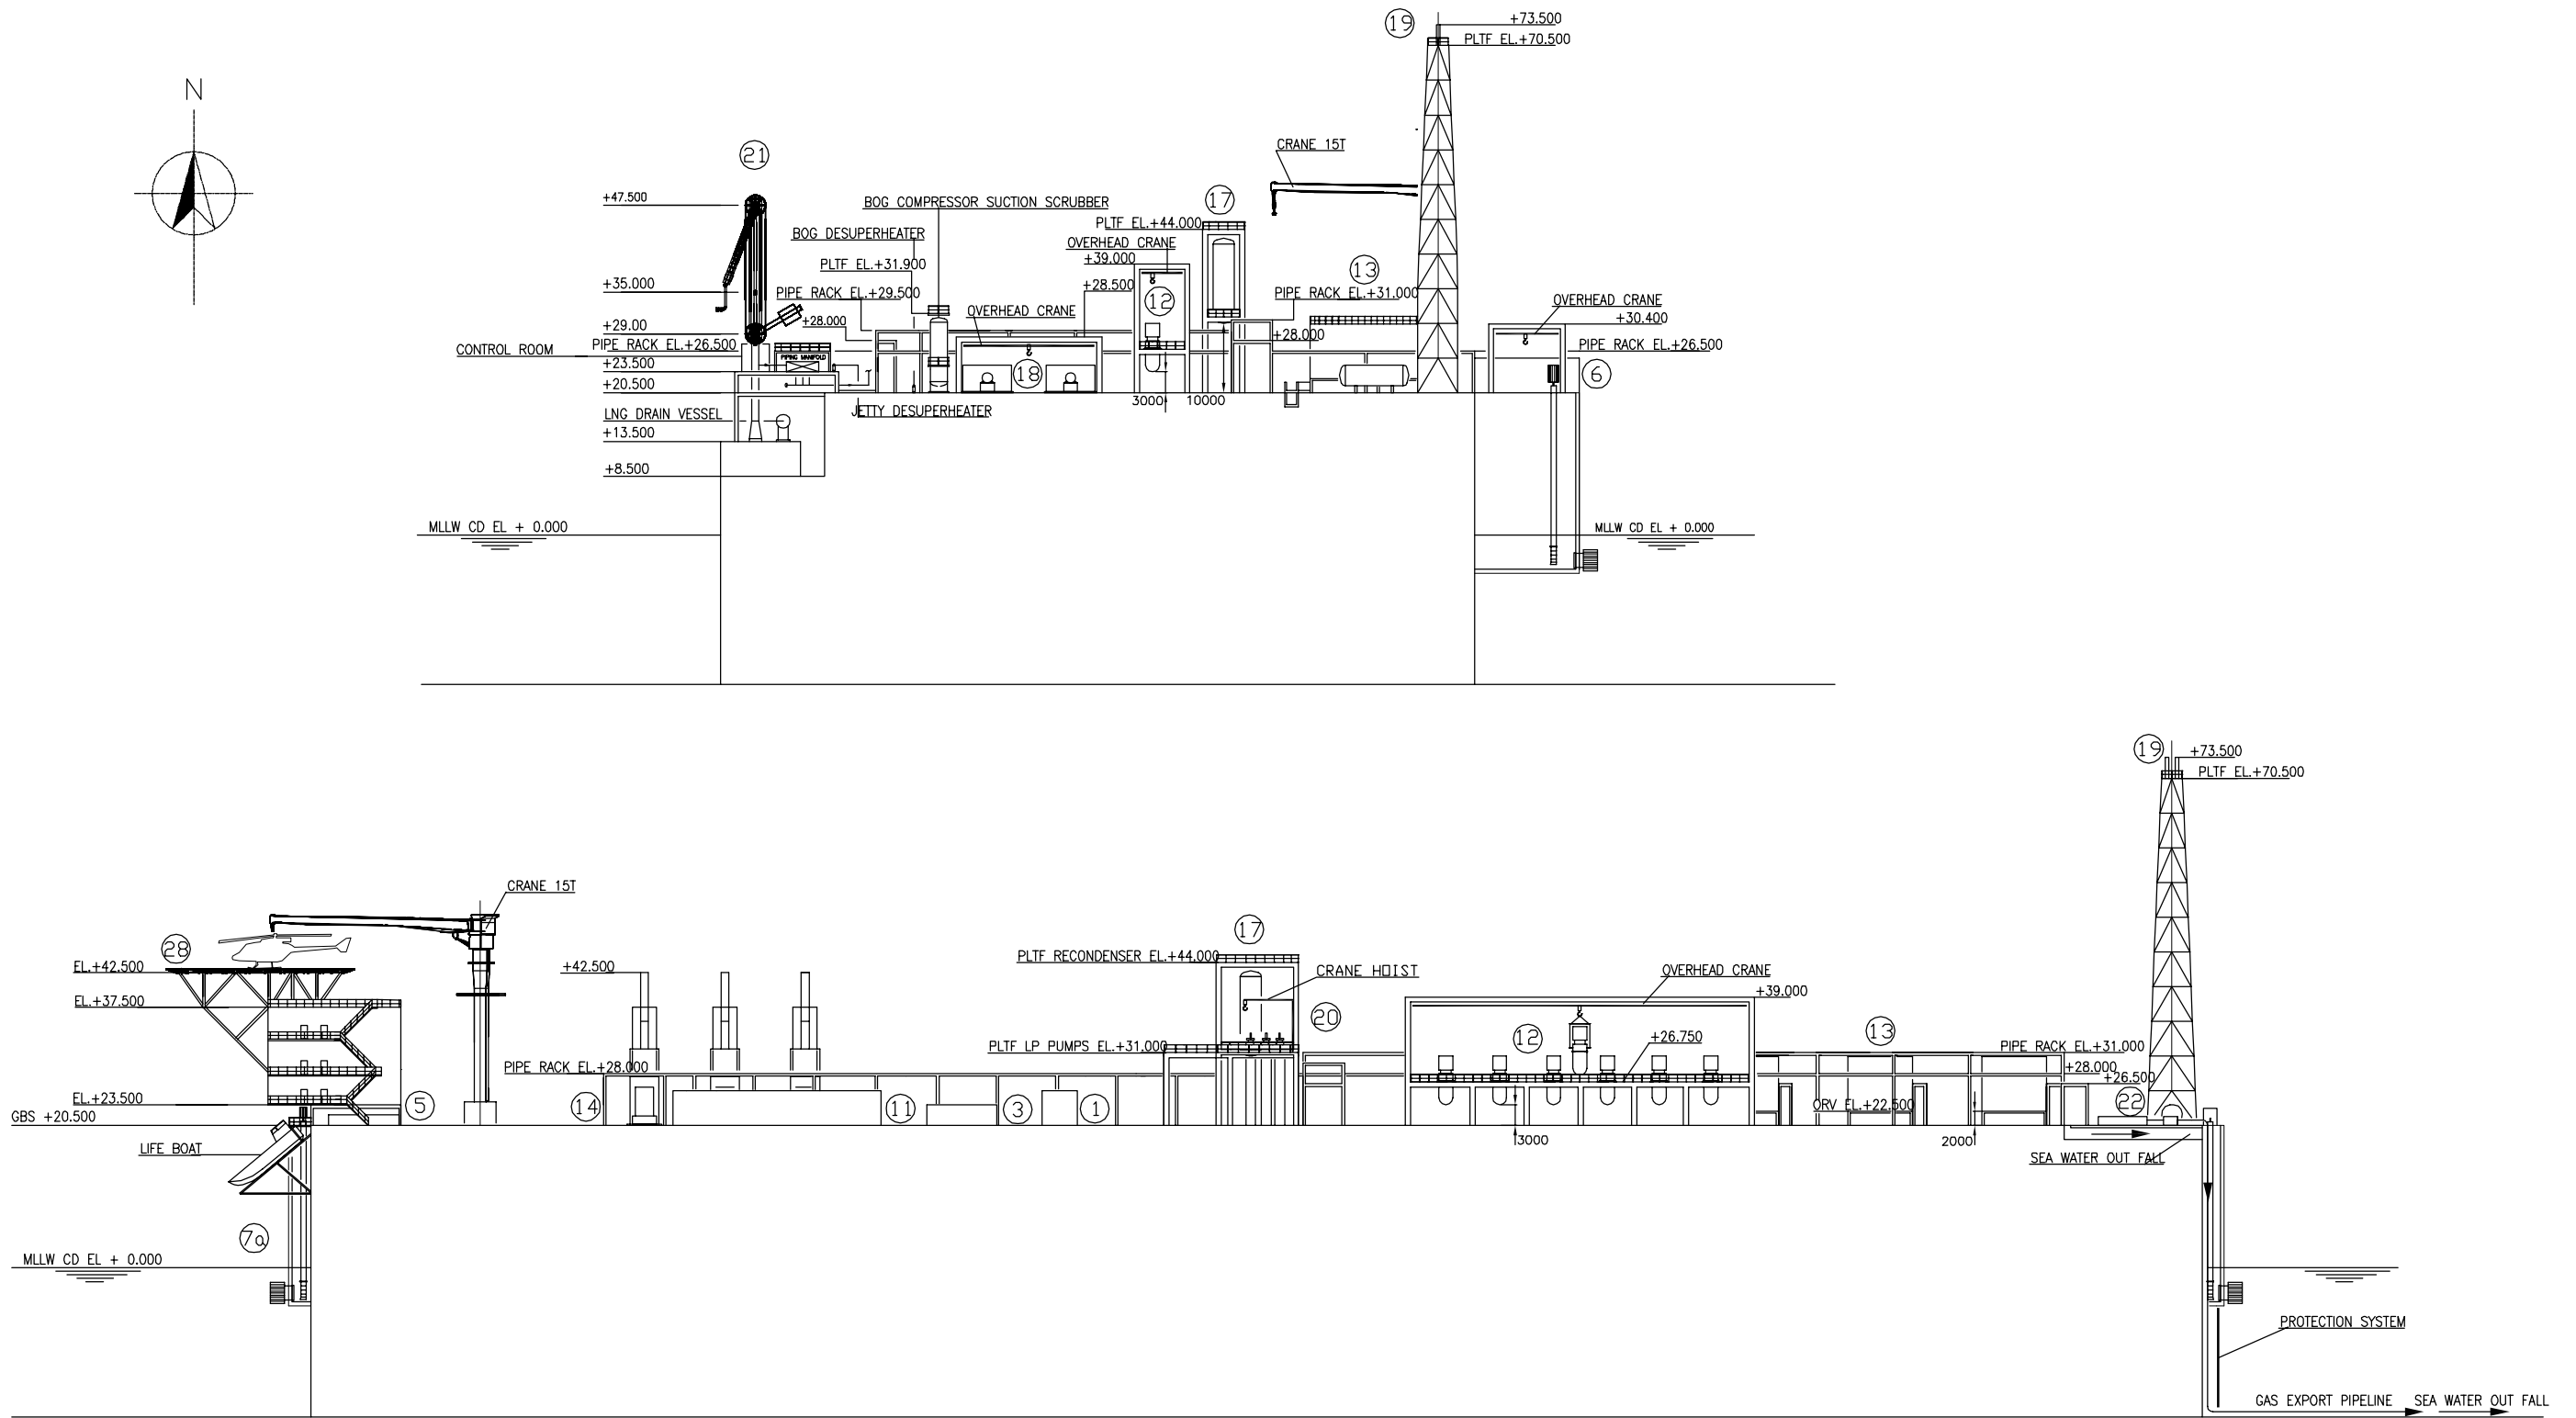 19
+73.500
PLTF EL.+70.500
N
21
CRANE 15T
+47.500
BOG COMPRESSOR SUCTION SCRUBBER
17
PLTF EL.+44.000
BOG DESUPERHEATER
OVERHEAD CRANE
+39.000
PLTF EL.+31.900
13
+35.000
PIPE RACK EL.+29.500
+28.500
12
PIPE RACK EL.+31.000
OVERHEAD CRANE
+29.00
+28.000
OVERHEAD CRANE
+30.400
+28.000
CONTROL ROOM
PIPE RACK EL.+26.500
PIPING MANIFOLD
PIPE RACK EL.+26.500
+23.500
18
6
+20.500
3000
10000
LNG DRAIN VESSEL
JETTY DESUPERHEATER
+13.500
+8.500
MLLW CD EL + 0.000
MLLW CD EL + 0.000
19
+73.500
PLTF EL.+70.500
CRANE 15T
28
17
EL.+42.500
+42.500
PLTF RECONDENSER EL.+44.000
CRANE HOIST
OVERHEAD CRANE
EL.+37.500
+39.000
20
12
+26.750
13
PLTF LP PUMPS EL.+31.000
PIPE RACK EL.+31.000
PIPE RACK EL.+28.000
+28.000
+26.500
EL.+23.500
5
14
11
3
1
ORV EL.+22.500
22
GBS +20.500
3000
2000
LIFE BOAT
SEA WATER OUT FALL
7a
MLLW CD EL + 0.000
PROTECTION SYSTEM
GAS EXPORT PIPELINE
SEA WATER OUT FALL